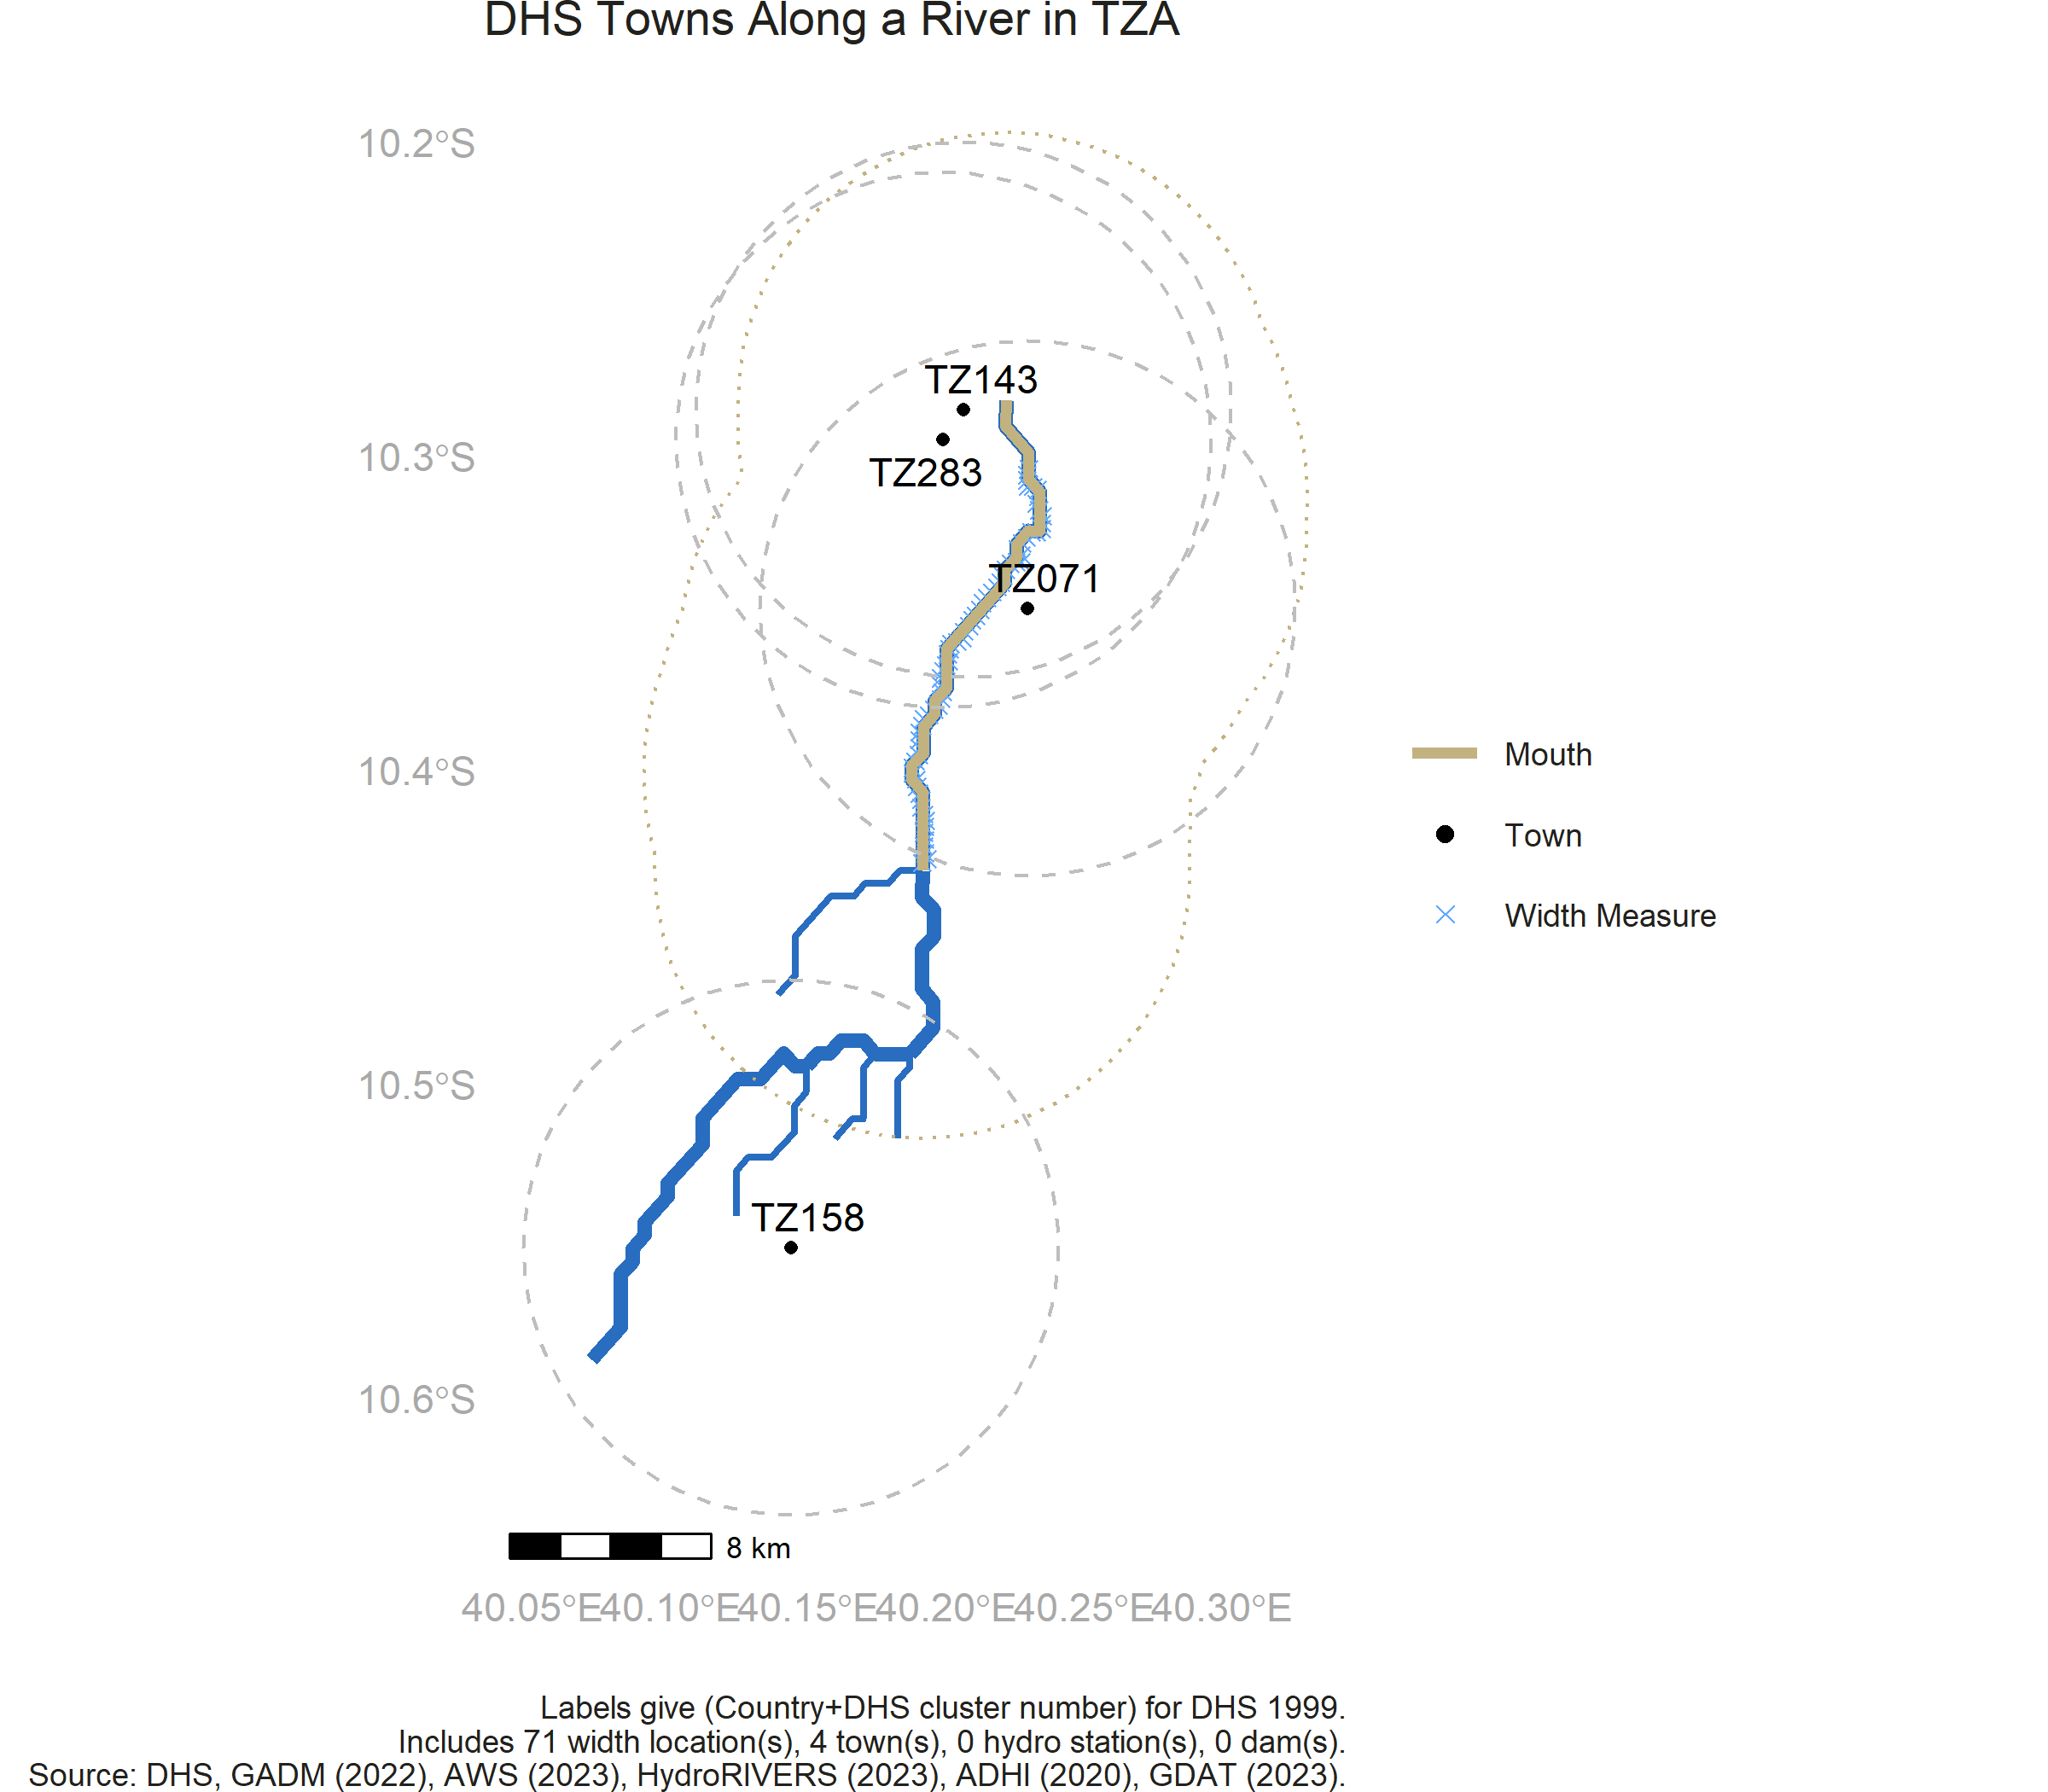 DHS Towns Along a River in TZA
10.2°S
10.3°S
10.4°S
10.5°S
10.6°S
TZ143
TZ283
TZ071
TZ158
Mouth
Town
Width Measure
8 km
40.05°E 40.10°E 40.15°E 40.20°E 40.25°E 40.30°E
Labels give (Country+DHS cluster number) for DHS 1999.
Includes 71 width location(s), 4 town(s), 0 hydro station(s), 0 dam(s).
Source: DHS, GADM (2022), AWS (2023), HydroRIVERS (2023), ADHI (2020), GDAT (2023).